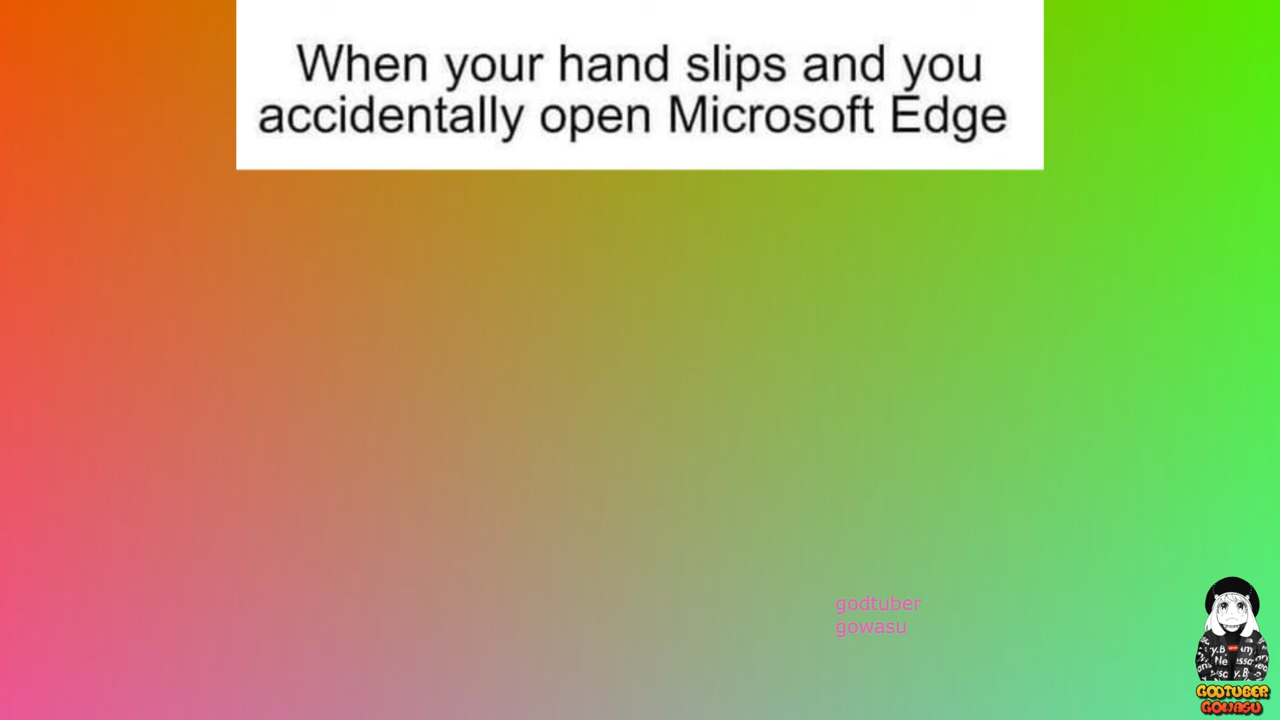 When your hand slips and you
accidentally open Microsoft Edge
godtuber
gowasu
GODTUBER
GOWASU